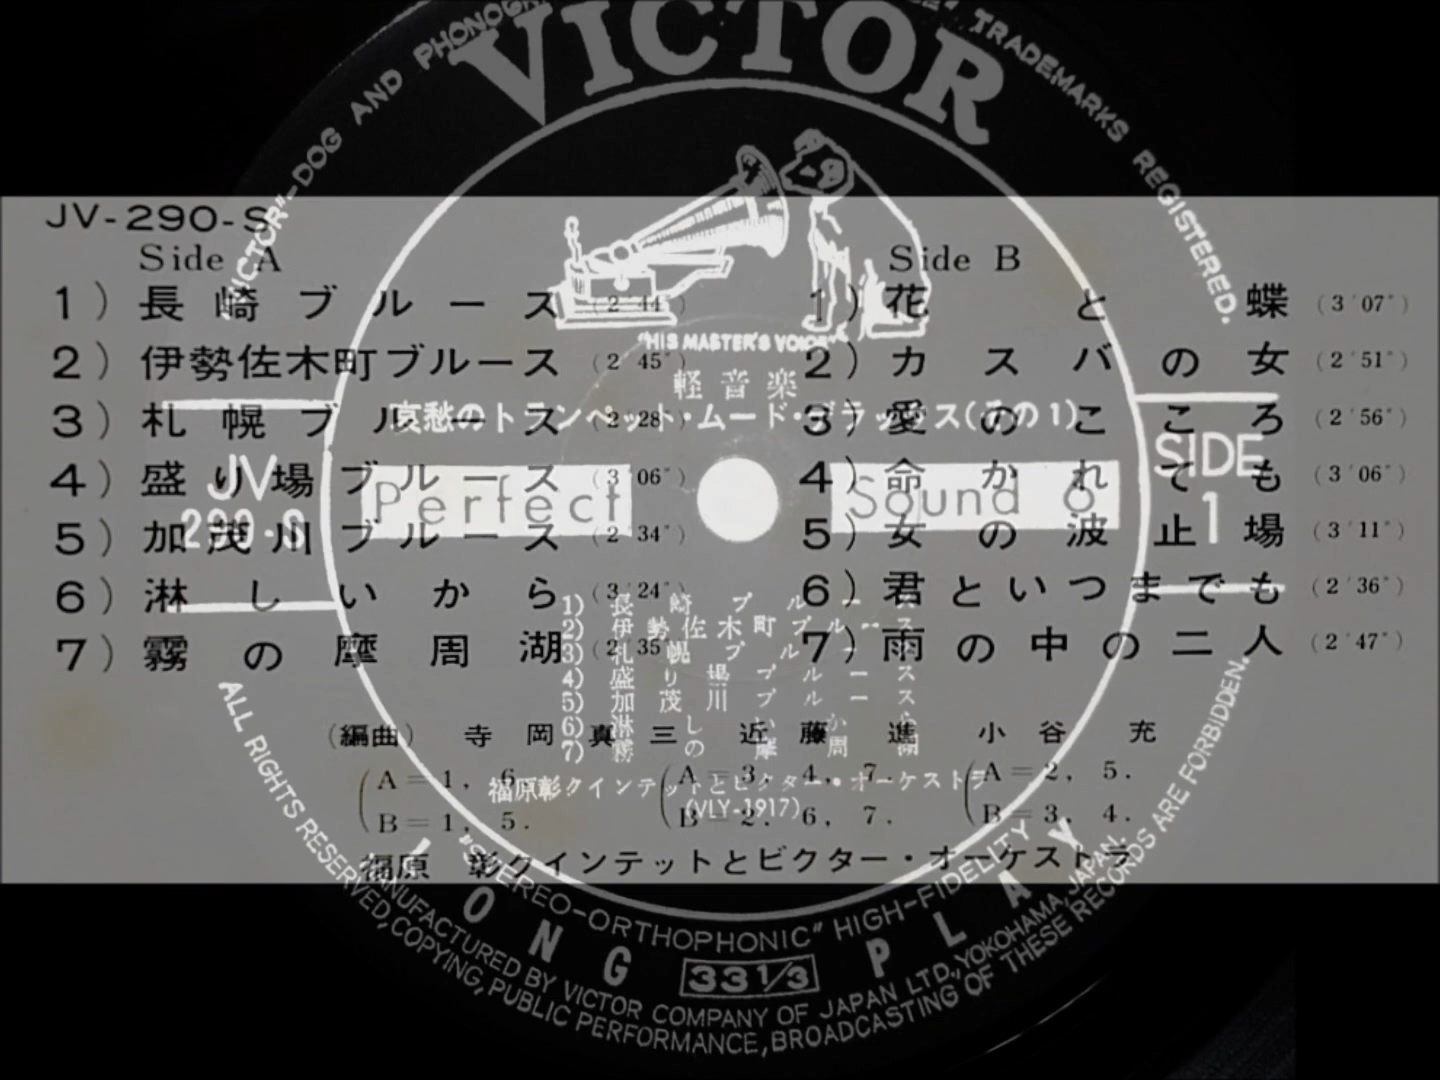 VICTOR
"VICTOR"-DOG AND PHONOGRA
TRADEMARKS REGISTERED.
JV-290-S
Side A
1) 長崎ブルース (2′44″)
2) 伊勢佐木町ブルース (2′45″)
3) 札幌ブルース (2′28″)
4) 盛り場ブルース (3′06″)
5) 加茂川ブルース (2′34″)
6) 淋しいから (3′24″)
7) 霧の摩周湖 (2′35″)
Side B
1) 花と蝶 (3′07″)
2) カスバの女 (2′51″)
3) 愛のこころ (2′56″)
4) 命かれても (3′06″)
5) 女の波止場 (3′11″)
6) 君といつまでも (2′36″)
7) 雨の中の二人 (2′47″)
(編曲) 寺岡真三 近藤進 小谷充
(A=1, 6. (A=3, 4, 7. (A=2, 5.
(B=1, 5. (B=2. 6, 7. (B=3. 4.
福原 彰クインテットとビクター・オーケストラ
"HIS MASTER'S VOICE"
軽音楽
哀愁のトランペット・ムード・デラックス(その1)
JV
290-S
Perfect Sound 6
SIDE
1
1) 長崎ブルース
2) 伊勢佐木町ブルース
3) 札幌ブルース
4) 盛り場ブルース
5) 加茂川ブルース
6) 淋しいから
7) 霧の摩周湖
福原彰クインテットとビクター・オーケストラ
(VLY-1917)
"STEREO-ORTHOPHONIC" HIGH-FIDELITY
LONG PLAY
33 1/3
MANUFACTURED BY VICTOR COMPANY OF JAPAN LTD., YOKOHAMA, JAPAN.
ALL RIGHTS RESERVED, COPYING, PUBLIC PERFORMANCE, BROADCASTING OF THESE RECORDS ARE FORBIDDEN.